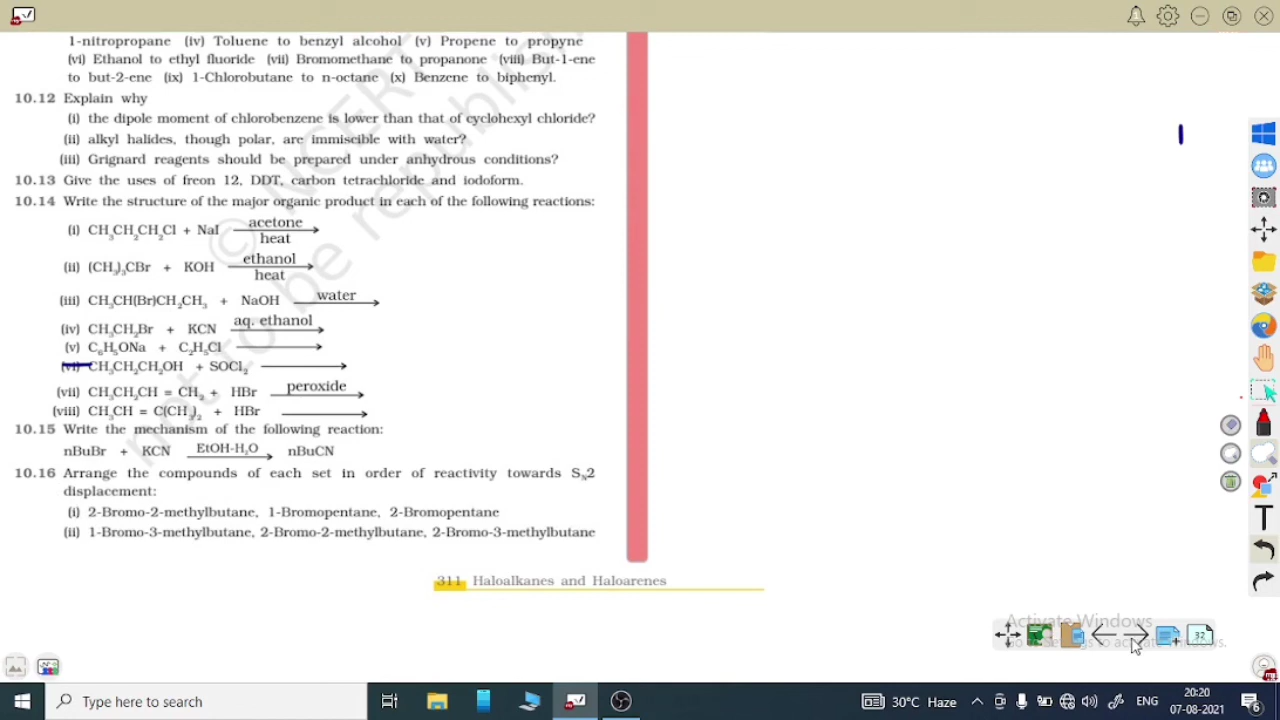 1-nitropropane (iv) Toluene to benzyl alcohol (v) Propene to propyne
(vi) Ethanol to ethyl fluoride (vii) Bromomethane to propanone (viii) But-1-ene
to but-2-ene (ix) 1-Chlorobutane to n-octane (x) Benzene to biphenyl.
10.12 Explain why
(i) the dipole moment of chlorobenzene is lower than that of cyclohexyl chloride?
(ii) alkyl halides, though polar, are immiscible with water?
(iii) Grignard reagents should be prepared under anhydrous conditions?
10.13 Give the uses of freon 12, DDT, carbon tetrachloride and iodoform.
10.14 Write the structure of the major organic product in each of the following reactions:
(i) CH₃CH₂CH₂Cl + NaI acetone
heat
(ii) (CH₃)₃CBr + KOH ethanol
heat
(iii) CH₃CH(Br)CH₂CH₃ + NaOH water
(iv) CH₃CH₂Br + KCN aq. ethanol
(v) C₆H₅ONa + C₂H₅Cl
(vi) CH₃CH₂CH₂OH + SOCl₂
(vii) CH₃CH₂CH = CH₂ + HBr peroxide
(viii) CH₃CH = C(CH₃)₂ + HBr
10.15 Write the mechanism of the following reaction:
nBuBr + KCN EtOH-H₂O nBuCN
10.16 Arrange the compounds of each set in order of reactivity towards SN2
displacement:
(i) 2-Bromo-2-methylbutane, 1-Bromopentane, 2-Bromopentane
(ii) 1-Bromo-3-methylbutane, 2-Bromo-2-methylbutane, 2-Bromo-3-methylbutane
311 Haloalkanes and Haloarenes
© NCERT
not to be republish
T
Activate Windows
32
Type here to search
30°C Haze
ENG
20:20
07-08-2021
6